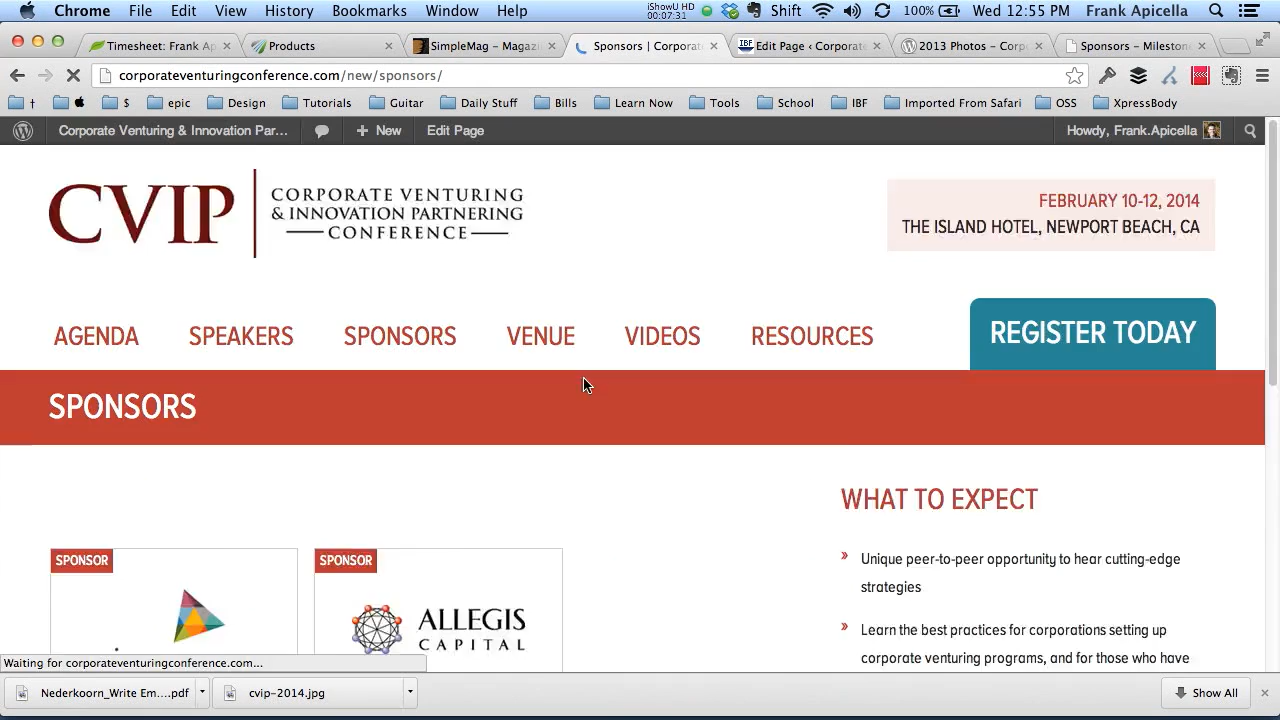 Chrome File Edit View History Bookmarks Window Help iShowU HD 00:07:31 Shift 100% Wed 12:55 PM Frank Apicella
Timesheet: Frank Ap Products SimpleMag – Magazi Sponsors | Corporat Edit Page ‹ Corporat 2013 Photos – Corpo Sponsors – Mileston
corporateventuringconference.com/new/sponsors/
† $ epic Design Tutorials Guitar Daily Stuff Bills Learn Now Tools School IBF Imported From Safari OSS XpressBody
Corporate Venturing & Innovation Par... + New Edit Page Howdy, Frank.Apicella
CVIP
CORPORATE VENTURING
& INNOVATION PARTNERING
CONFERENCE
FEBRUARY 10-12, 2014
THE ISLAND HOTEL, NEWPORT BEACH, CA
AGENDA SPEAKERS SPONSORS VENUE VIDEOS RESOURCES REGISTER TODAY
SPONSORS
WHAT TO EXPECT
» Unique peer-to-peer opportunity to hear cutting-edge
strategies
» Learn the best practices for corporations setting up
corporate venturing programs, and for those who have
SPONSOR SPONSOR
ALLEGIS
CAPITAL
Waiting for corporateventuringconference.com...
Nederkoorn_Write Em....pdf cvip-2014.jpg Show All